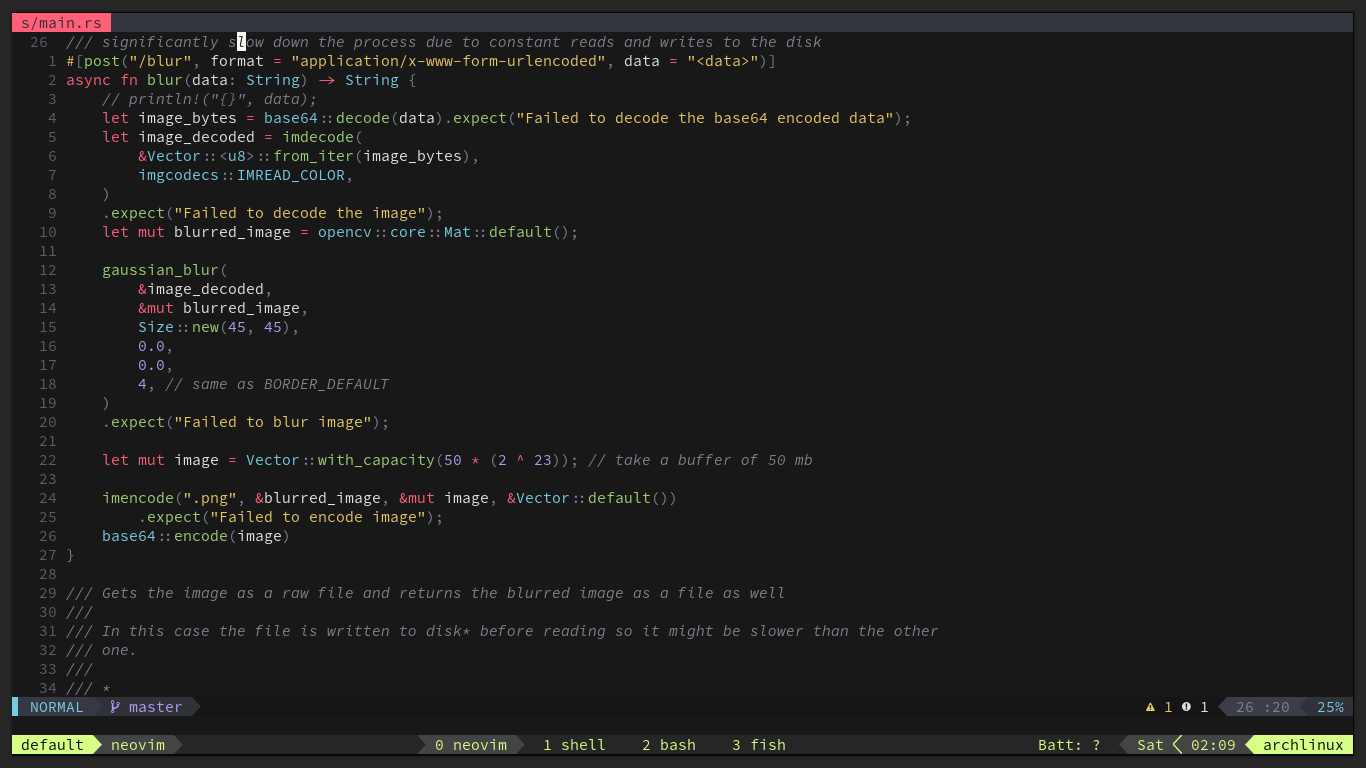 s/main.rs
26 /// significantly slow down the process due to constant reads and writes to the disk
1 #[post("/blur", format = "application/x-www-form-urlencoded", data = "<data>")]
2 async fn blur(data: String) → String {
3     // println!("{}", data);
4     let image_bytes = base64::decode(data).expect("Failed to decode the base64 encoded data");
5     let image_decoded = imdecode(
6         &Vector::<u8>::from_iter(image_bytes),
7         imgcodecs::IMREAD_COLOR,
8     )
9     .expect("Failed to decode the image");
10     let mut blurred_image = opencv::core::Mat::default();
11
12     gaussian_blur(
13         &image_decoded,
14         &mut blurred_image,
15         Size::new(45, 45),
16         0.0,
17         0.0,
18         4, // same as BORDER_DEFAULT
19     )
20     .expect("Failed to blur image");
21
22     let mut image = Vector::with_capacity(50 * (2 ^ 23)); // take a buffer of 50 mb
23
24     imencode(".png", &blurred_image, &mut image, &Vector::default())
25         .expect("Failed to encode image");
26     base64::encode(image)
27 }
28
29 /// Gets the image as a raw file and returns the blurred image as a file as well
30 ///
31 /// In this case the file is written to disk* before reading so it might be slower than the other
32 /// one.
33 ///
34 /// *
NORMAL master 1 1 26 :20 25%
default neovim 0 neovim 1 shell 2 bash 3 fish Batt: ? Sat 02:09 archlinux